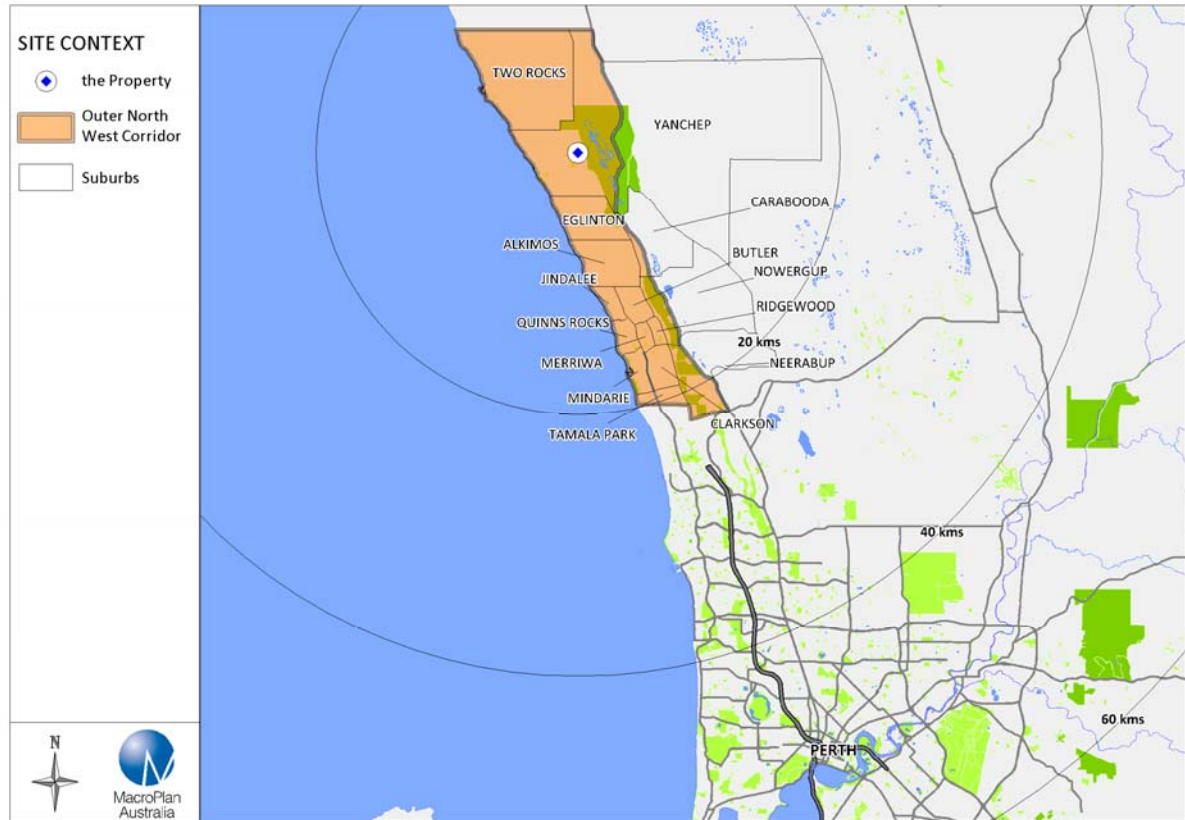 SITE CONTEXT
the Property
Outer North
West Corridor
Suburbs
N
MacroPlan
Australia
TWO ROCKS
YANCHEP
CARABOODA
EGLINTON
ALKIMOS
BUTLER
NOWERGUP
JINDALEE
RIDGEWOOD
QUINNS ROCKS
20 kms
MERRIWA
NEERABUP
MINDARIE
CLARKSON
TAMALA PARK
40 kms
60 kms
PERTH